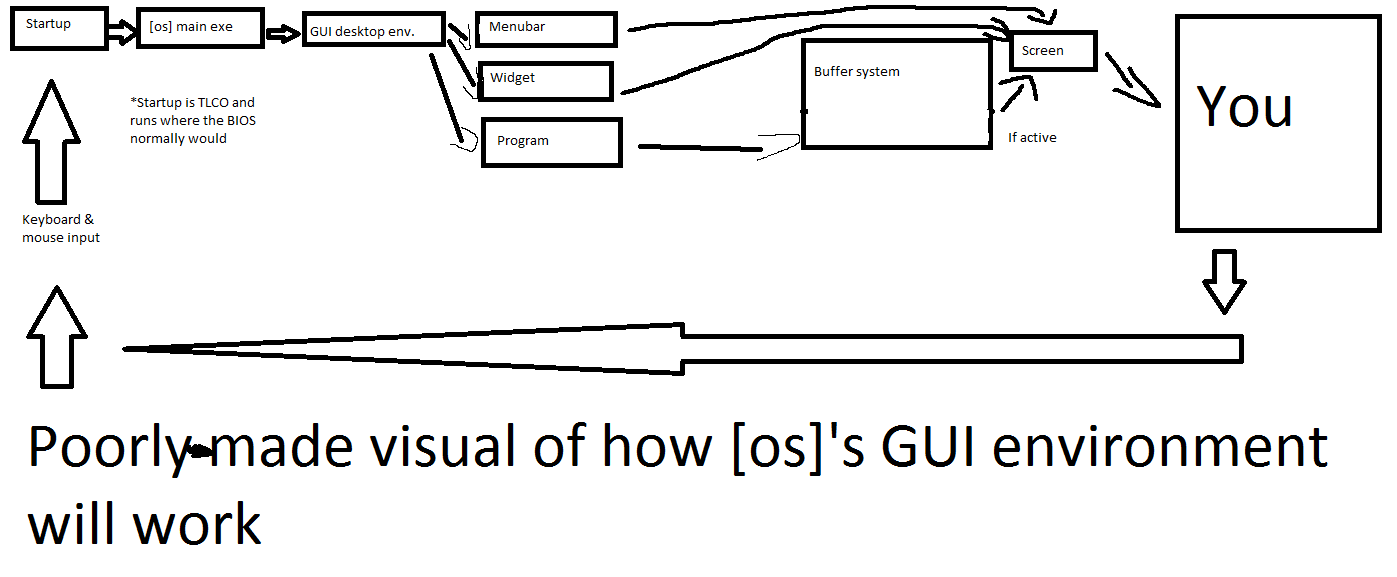 Startup
[os] main exe
GUI desktop env.
Menubar
Widget
Program
Buffer system
Screen
If active
You
*Startup is TLCO and
runs where the BIOS
normally would
Keyboard &
mouse input
Poorly-made visual of how [os]'s GUI environment
will work